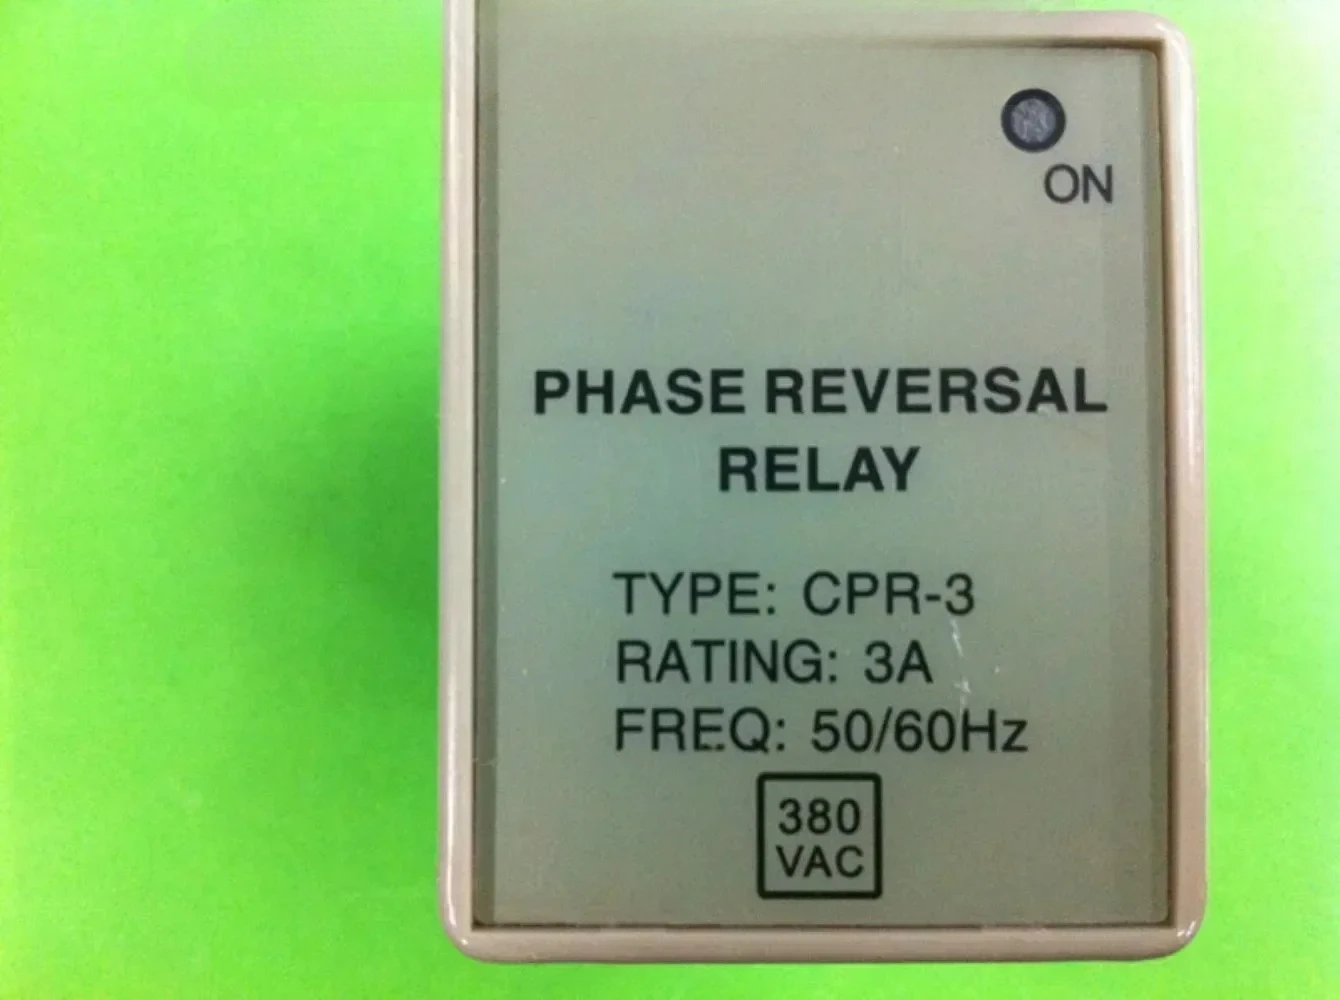 ON
PHASE REVERSAL
RELAY
TYPE: CPR-3
RATING: 3A
FREQ: 50/60Hz
380
VAC